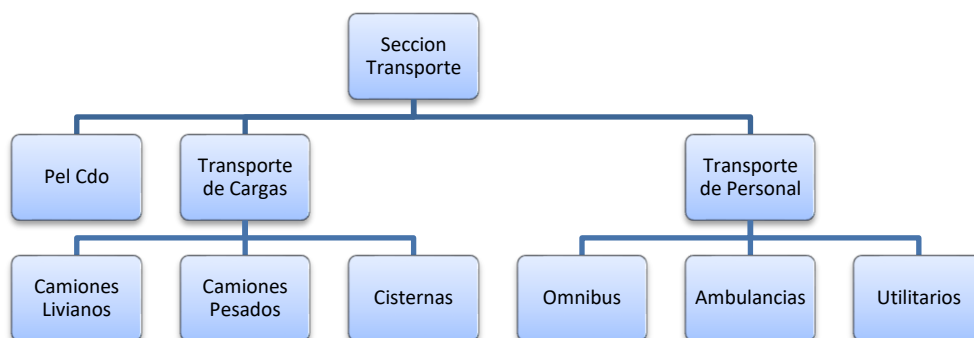 Seccion
Transporte
Pel Cdo
Transporte
de Cargas
Transporte
de Personal
Camiones
Livianos
Camiones
Pesados
Cisternas
Omnibus
Ambulancias
Utilitarios